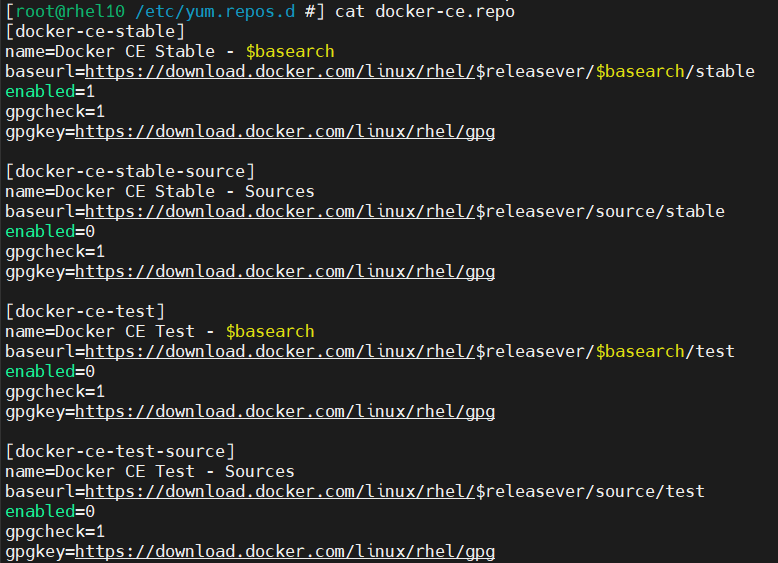 [root@rhel10 /etc/yum.repos.d #] cat docker-ce.repo
[docker-ce-stable]
name=Docker CE Stable - $basearch
baseurl=https://download.docker.com/linux/rhel/$releasever/$basearch/stable
enabled=1
gpgcheck=1
gpgkey=https://download.docker.com/linux/rhel/gpg

[docker-ce-stable-source]
name=Docker CE Stable - Sources
baseurl=https://download.docker.com/linux/rhel/$releasever/source/stable
enabled=0
gpgcheck=1
gpgkey=https://download.docker.com/linux/rhel/gpg

[docker-ce-test]
name=Docker CE Test - $basearch
baseurl=https://download.docker.com/linux/rhel/$releasever/$basearch/test
enabled=0
gpgcheck=1
gpgkey=https://download.docker.com/linux/rhel/gpg

[docker-ce-test-source]
name=Docker CE Test - Sources
baseurl=https://download.docker.com/linux/rhel/$releasever/source/test
enabled=0
gpgcheck=1
gpgkey=https://download.docker.com/linux/rhel/gpg